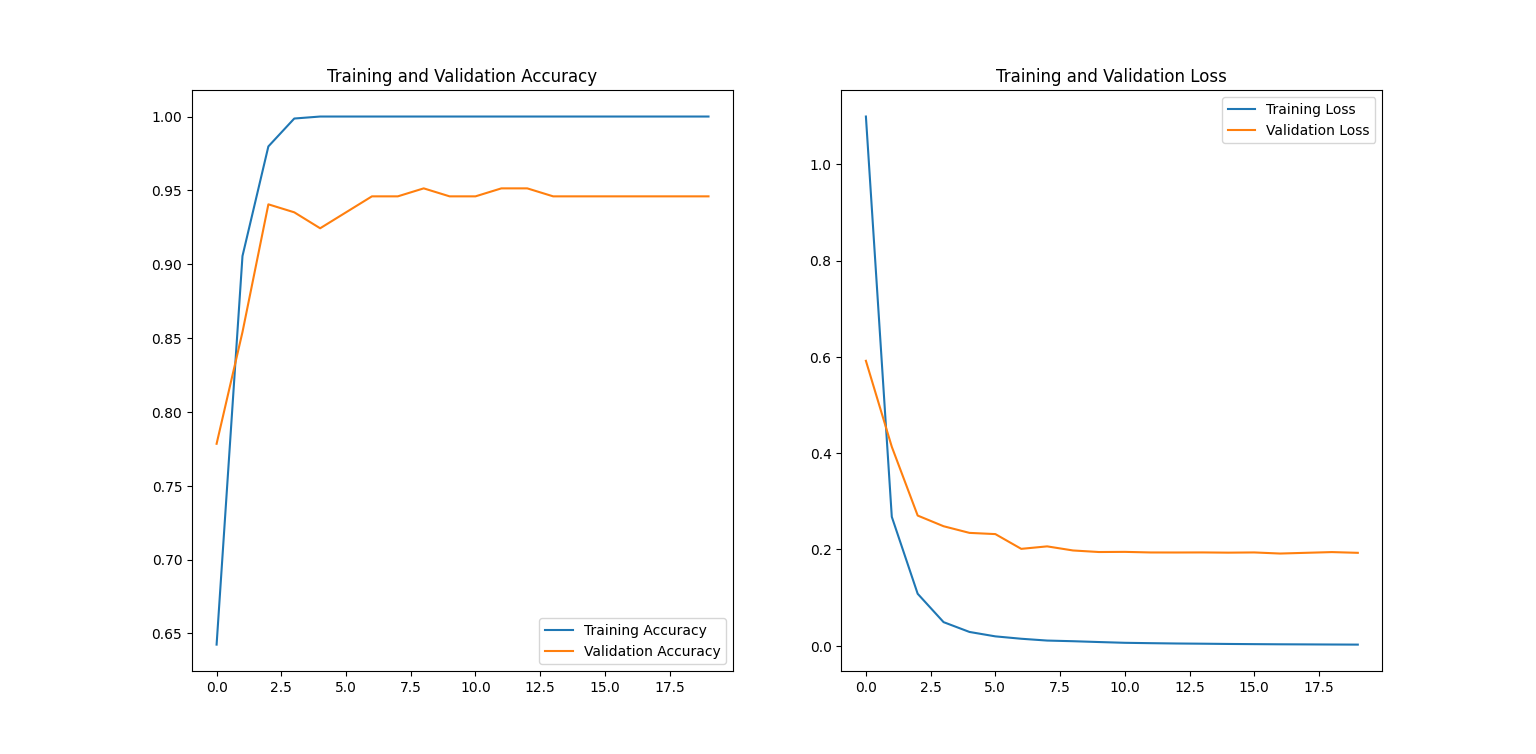 Training and Validation Accuracy
1.00
0.95
0.90
0.85
0.80
0.75
0.70
0.65
Training Accuracy
Validation Accuracy
0.0 2.5 5.0 7.5 10.0 12.5 15.0 17.5
Training and Validation Loss
Training Loss
Validation Loss
1.0
0.8
0.6
0.4
0.2
0.0
0.0 2.5 5.0 7.5 10.0 12.5 15.0 17.5